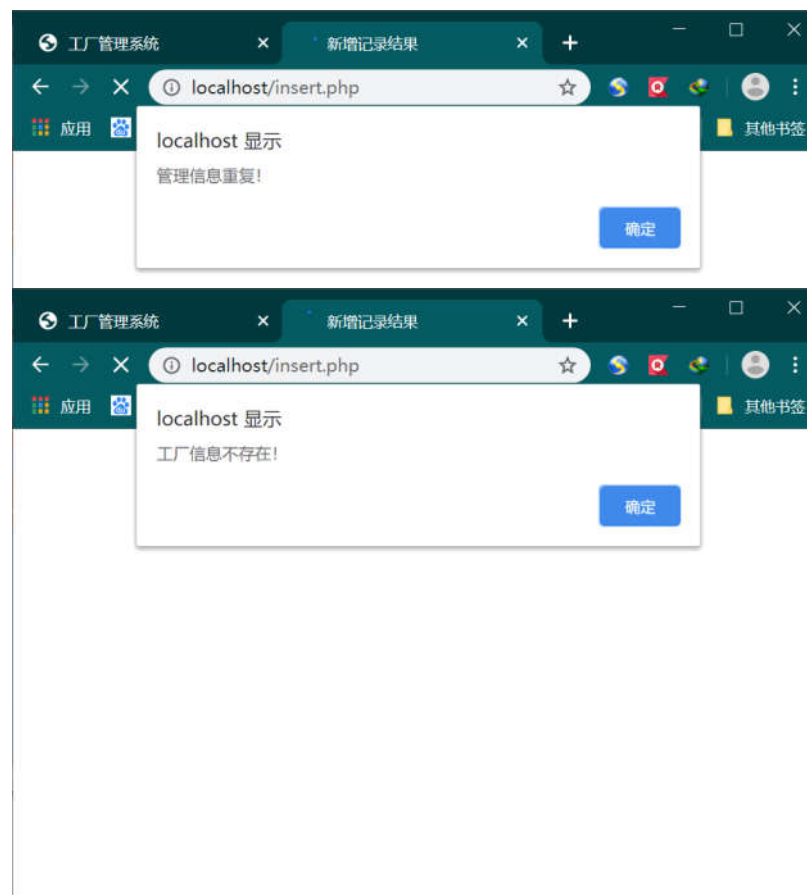 工厂管理系统 新增记录结果
localhost/insert.php
应用 其他书签
localhost 显示
管理信息重复!
确定
工厂管理系统 新增记录结果
localhost/insert.php
应用 其他书签
localhost 显示
工厂信息不存在!
确定